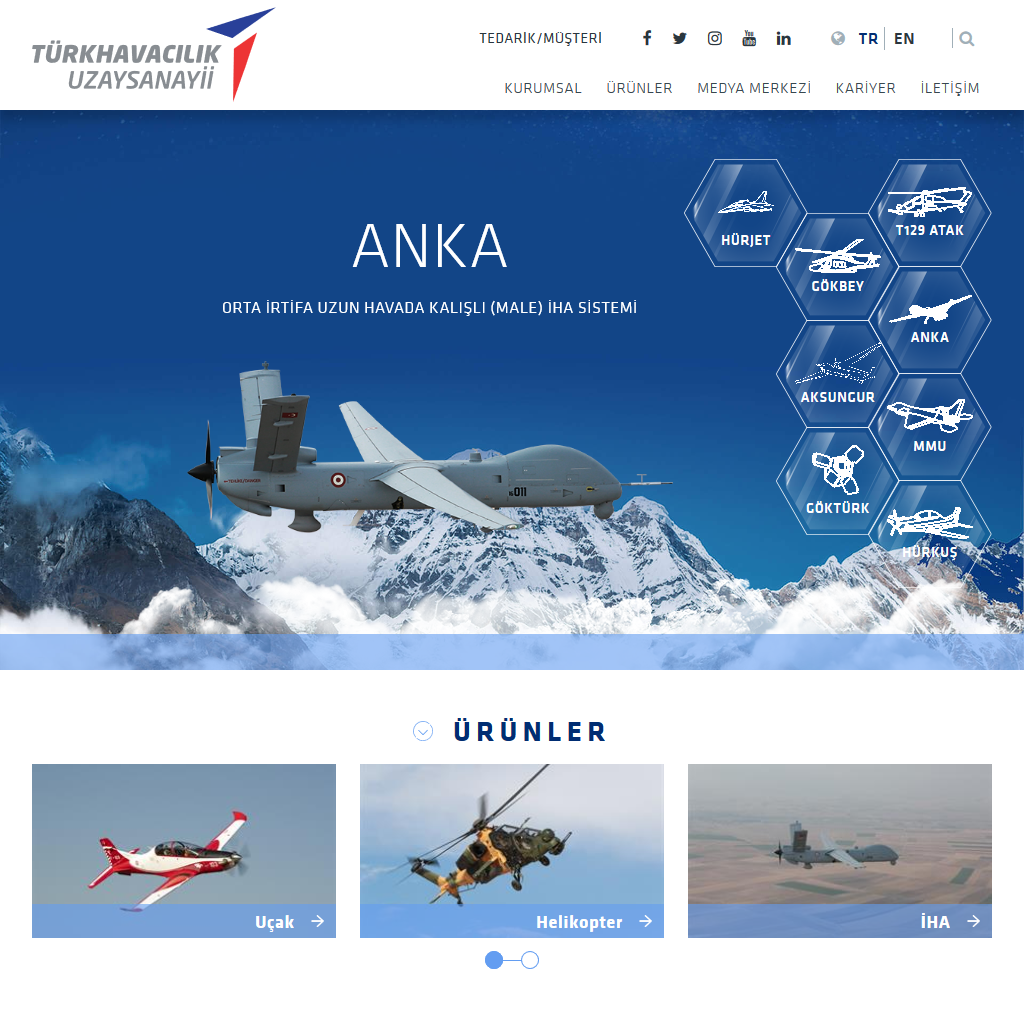 TÜRKHAVACILIK
UZAYSANAYİİ
TEDARİK/MÜŞTERİ
TR
EN
KURUMSAL
ÜRÜNLER
MEDYA MERKEZİ
KARİYER
İLETİŞİM
ANKA
ORTA İRTİFA UZUN HAVADA KALIŞLI (MALE) İHA SİSTEMİ
HÜRJET
T129 ATAK
GÖKBEY
ANKA
AKSUNGUR
MMU
GÖKTÜRK
HÜRKUŞ
011
ÜRÜNLER
Uçak
Helikopter
İHA